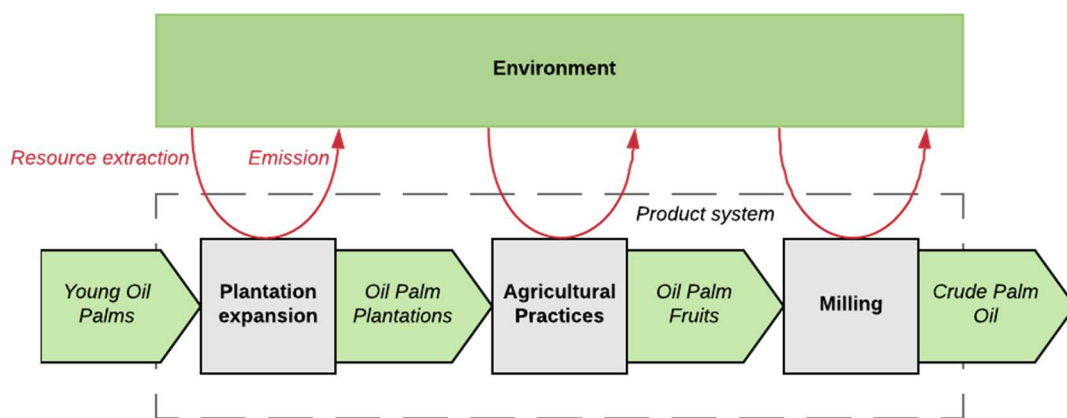 Environment
Resource extraction
Emission
Product system
Young Oil
Palms
Plantation
expansion
Oil Palm
Plantations
Agricultural
Practices
Oil Palm
Fruits
Milling
Crude Palm
Oil